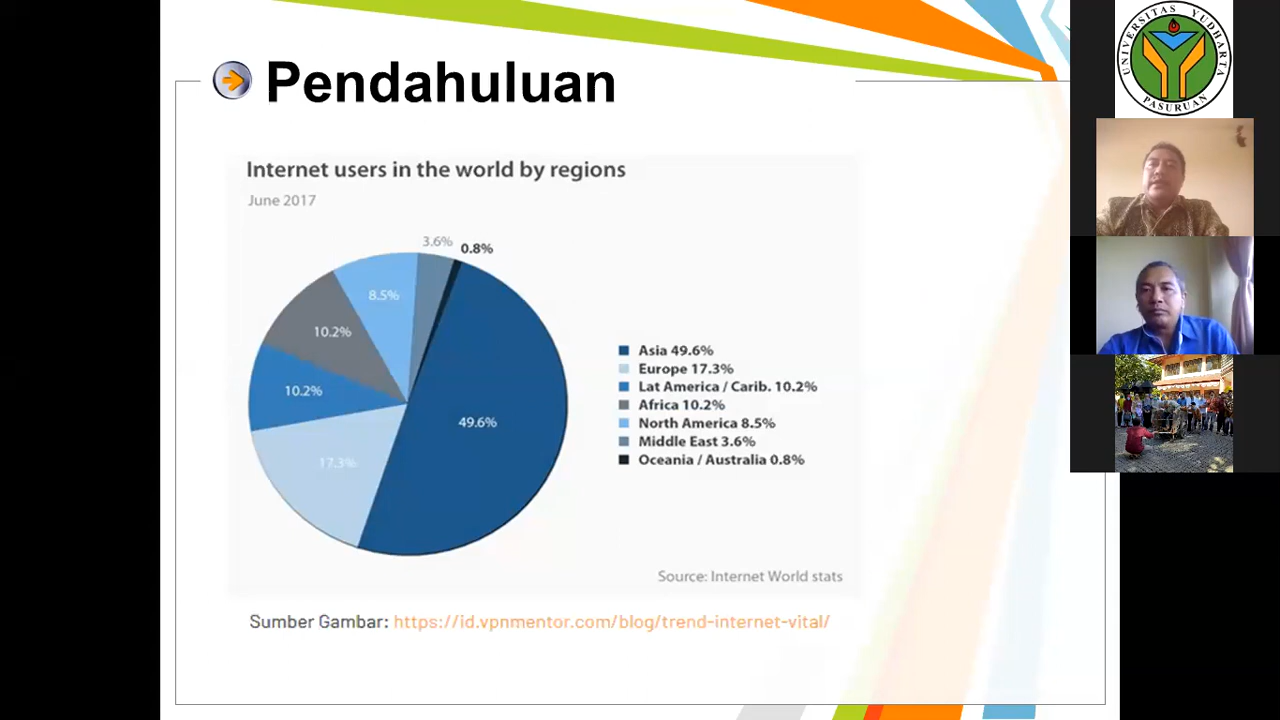 Pendahuluan
Internet users in the world by regions
June 2017
3.6%
0.8%
8.5%
10.2%
10.2%
49.6%
17.3%
Asia 49.6%
Europe 17.3%
Lat America / Carib. 10.2%
Africa 10.2%
North America 8.5%
Middle East 3.6%
Oceania / Australia 0.8%
Source: Internet World stats
Sumber Gambar: https://id.vpnmentor.com/blog/trend-internet-vital/
UNIVERSITAS YUDHARTA
PASURUAN